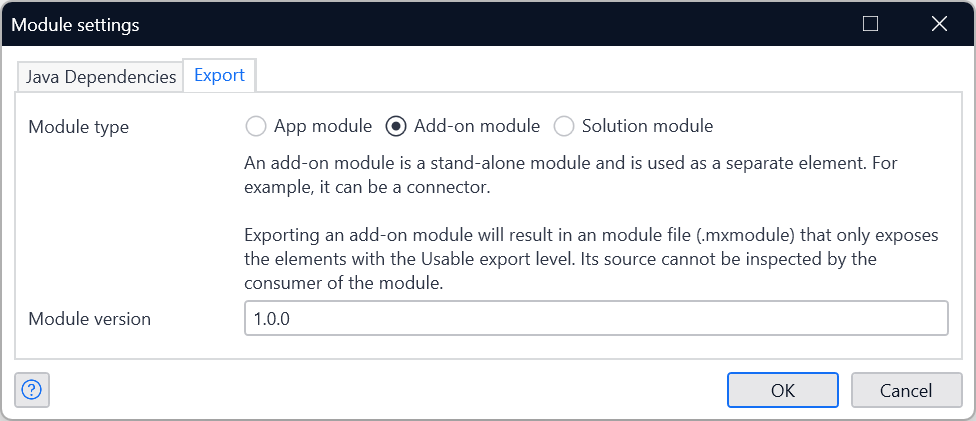 Module settings
Java Dependencies Export
Module type App module Add-on module Solution module
An add-on module is a stand-alone module and is used as a separate element. For
example, it can be a connector.
Exporting an add-on module will result in an module file (.mxmodule) that only exposes
the elements with the Usable export level. Its source cannot be inspected by the
consumer of the module.
Module version 1.0.0
? OK Cancel